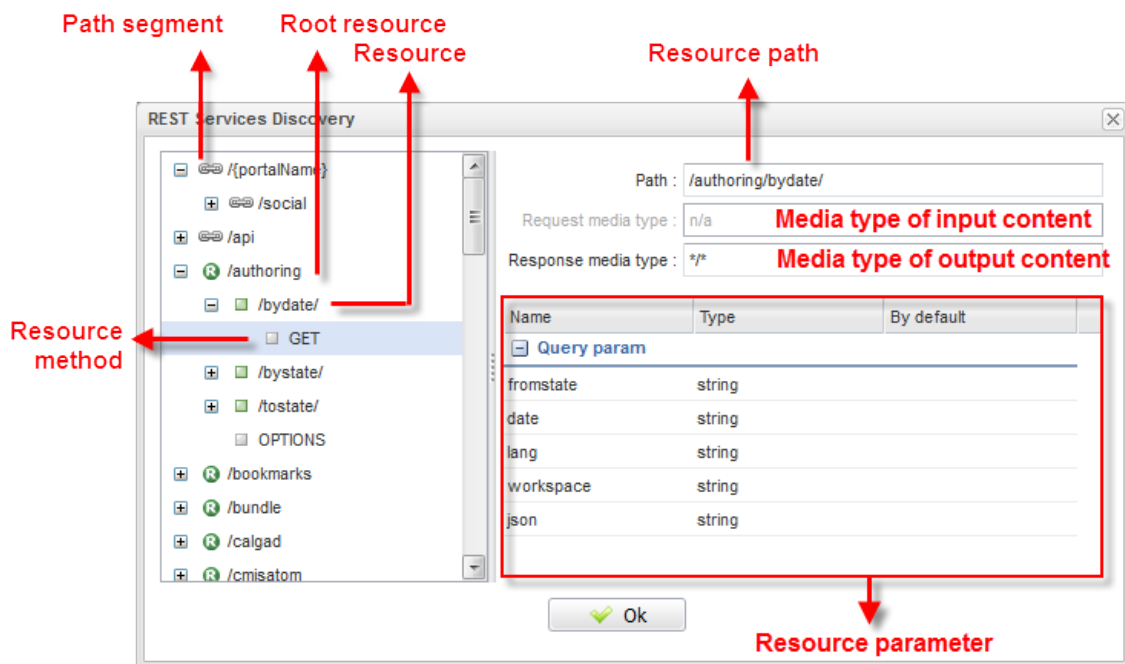 Path segment
Root resource
Resource
Resource path
REST Services Discovery
/{portalName}
/social
/api
/authoring
/bydate/
GET
/bystate/
/tostate/
OPTIONS
/bookmarks
/bundle
/calgad
/cmisatom
Resource
method
Path : /authoring/bydate/
Request media type : n/a Media type of input content
Response media type : */* Media type of output content
Name Type By default
Query param
fromstate string
date string
lang string
workspace string
json string
Ok
Resource parameter